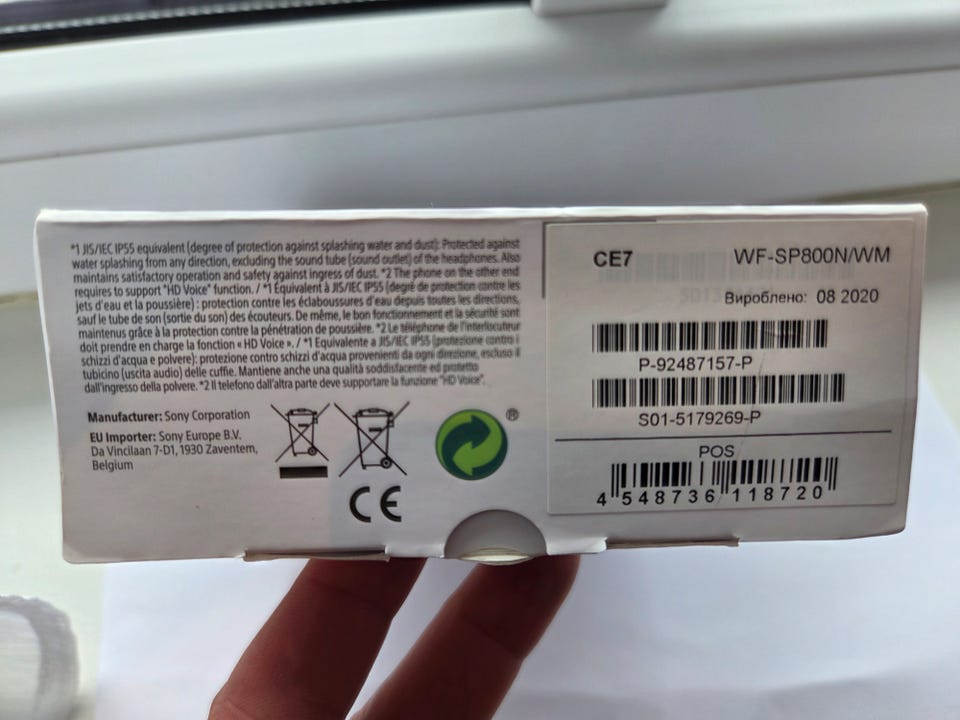 *1 JIS/IEC IP55 equivalent (degree of protection against splashing water and dust): Protected against
water splashing from any direction, excluding the sound tube (sound outlet) of the headphones. Also
maintains satisfactory operation and safety against ingress of dust. *2 The phone on the other end
requires to support "HD Voice" function. / *1 Équivalent à JIS/IEC IP55 (degré de protection contre les
jets d'eau et la poussière) : protection contre les éclaboussures d'eau depuis toutes les directions,
sauf le tube de son (sortie du son) des écouteurs. De même, le bon fonctionnement et la sécurité sont
maintenus grâce à la protection contre la pénétration de poussière. *2 Le téléphone de l'interlocuteur
doit prendre en charge la fonction « HD Voice ». / *1 Equivalente a JIS/IEC IP55 (protezione contro i
schizzi d'acqua e polvere): protezione contro schizzi d'acqua provenienti da ogni direzione, escluso il
tubicino (uscita audio) delle cuffie. Mantiene anche una qualità soddisfacente ed protetto
dall'ingresso della polvere. *2 Il telefono dall'altra parte deve supportare la funzione "HD Voice".
Manufacturer: Sony Corporation
EU Importer: Sony Europe B.V.
Da Vincilaan 7-D1, 1930 Zaventem,
Belgium
®
CE
CE7 WF-SP800N/WM
Вироблено: 08 2020
P-92487157-P
S01-5179269-P
POS
4 548736 118720